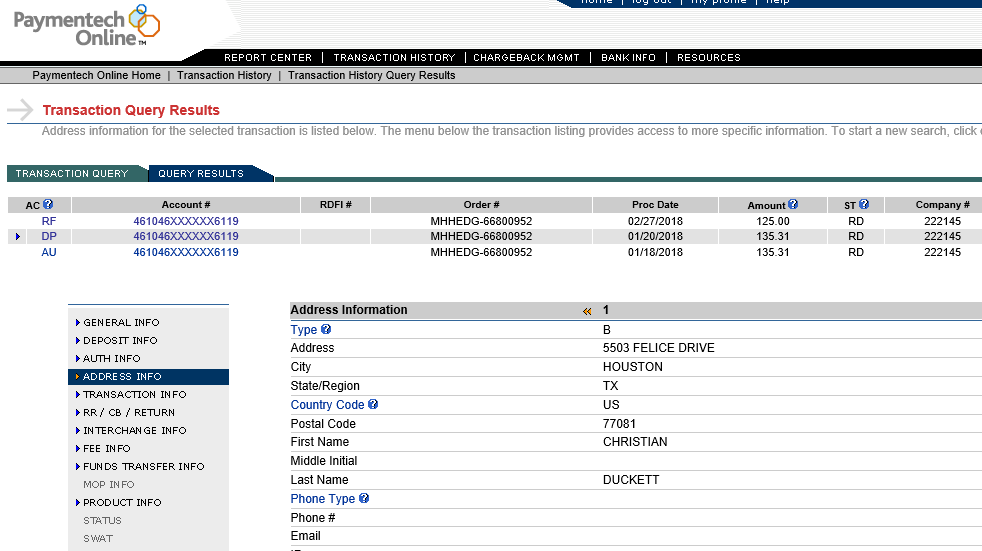 home | log out | my profile | help
Paymentech
Online™
REPORT CENTER | TRANSACTION HISTORY | CHARGEBACK MGMT | BANK INFO | RESOURCES
Paymentech Online Home | Transaction History | Transaction History Query Results
Transaction Query Results
Address information for the selected transaction is listed below. The menu below the transaction listing provides access to more specific information. To start a new search, click
TRANSACTION QUERY QUERY RESULTS
AC Account # RDFI # Order # Proc Date Amount ST Company #
RF 461046XXXXXX6119 MHHEDG-66800952 02/27/2018 125.00 RD 222145
DP 461046XXXXXX6119 MHHEDG-66800952 01/20/2018 135.31 RD 222145
AU 461046XXXXXX6119 MHHEDG-66800952 01/18/2018 135.31 RD 222145
GENERAL INFO
DEPOSIT INFO
AUTH INFO
ADDRESS INFO
TRANSACTION INFO
RR / CB / RETURN
INTERCHANGE INFO
FEE INFO
FUNDS TRANSFER INFO
MOP INFO
PRODUCT INFO
STATUS
SWAT
Address Information « 1
Type B
Address 5503 FELICE DRIVE
City HOUSTON
State/Region TX
Country Code US
Postal Code 77081
First Name CHRISTIAN
Middle Initial
Last Name DUCKETT
Phone Type
Phone #
Email